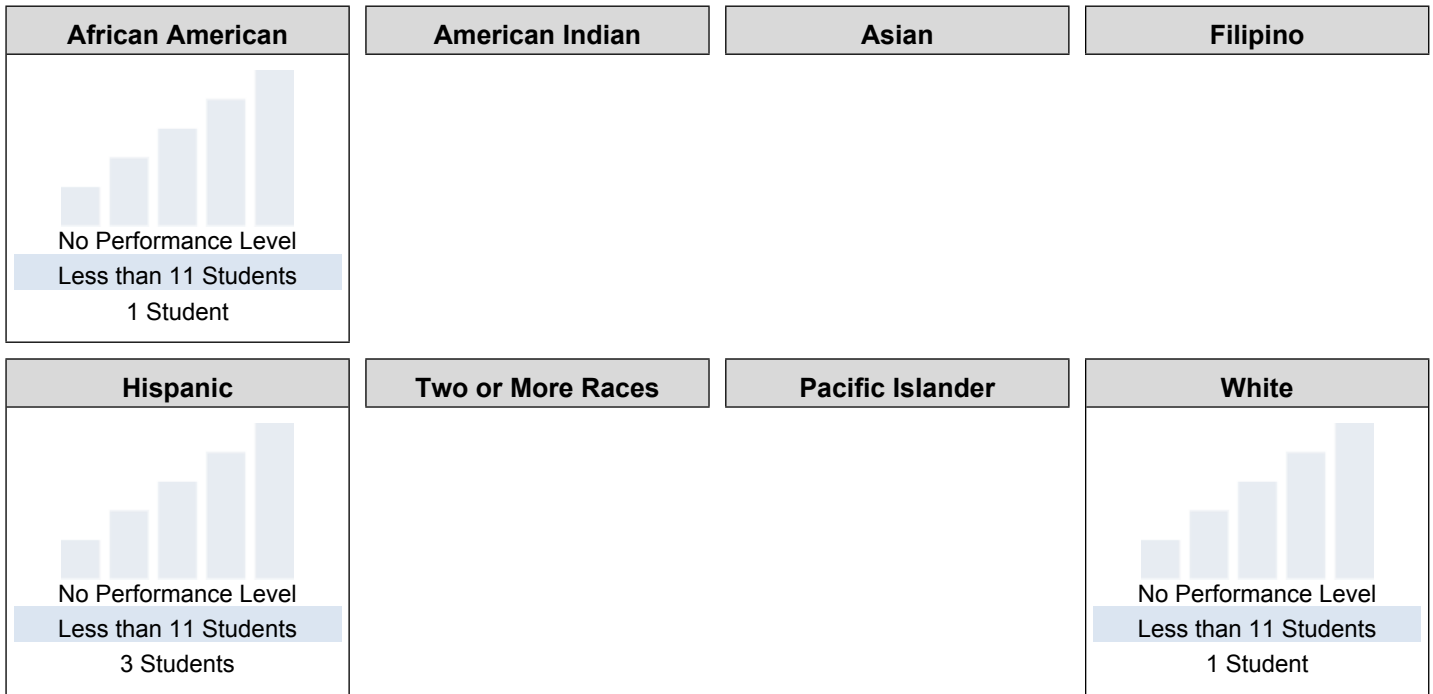 African American
American Indian
Asian
Filipino
No Performance Level
Less than 11 Students
1 Student
Hispanic
Two or More Races
Pacific Islander
White
No Performance Level
Less than 11 Students
3 Students
No Performance Level
Less than 11 Students
1 Student